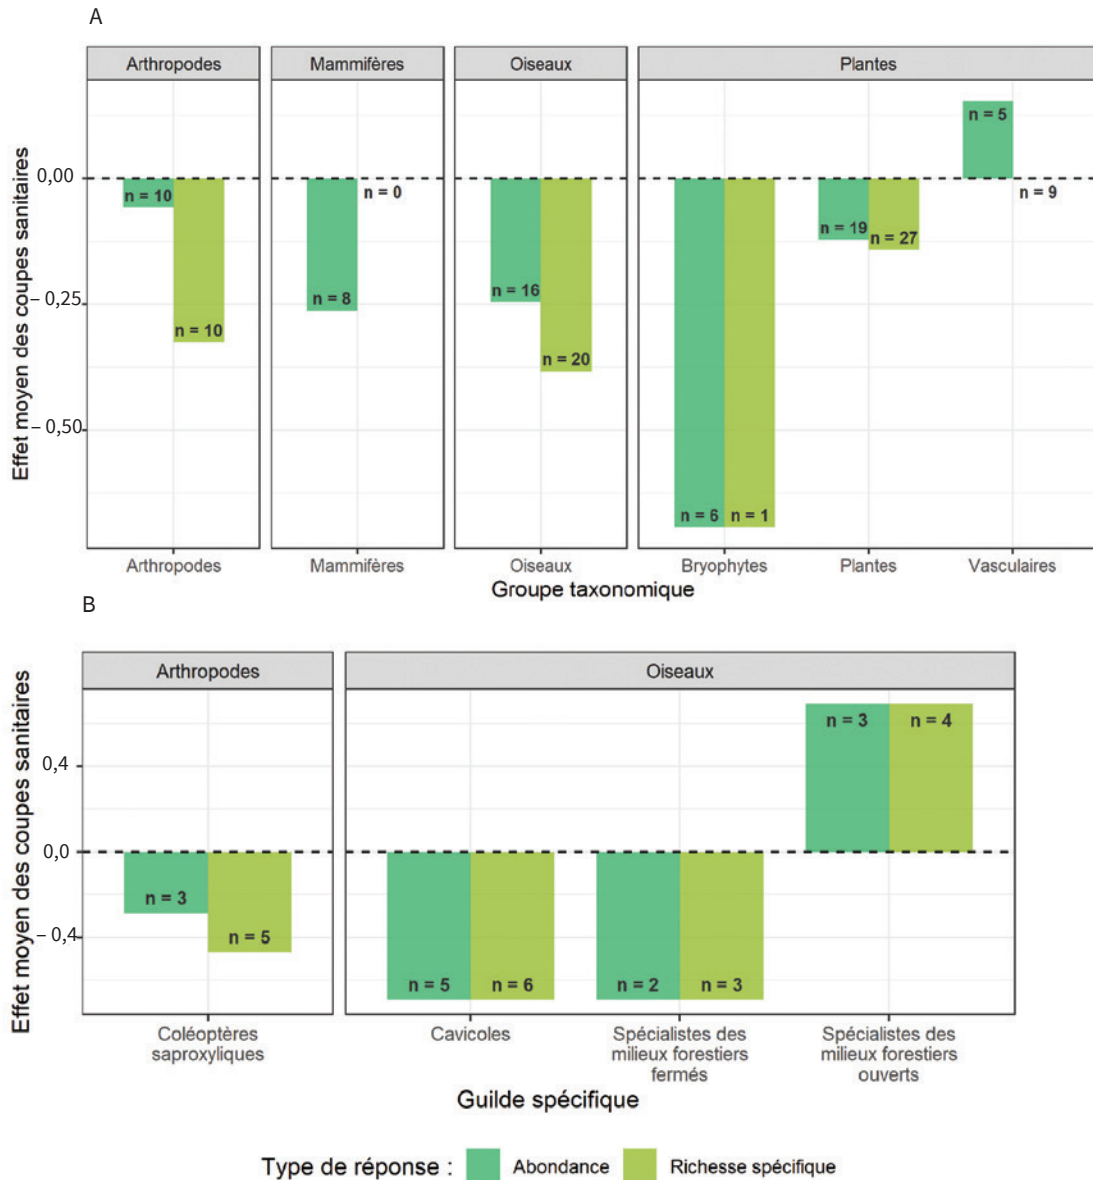 A
Arthropodes
Mammifères
Oiseaux
Plantes
Effet moyen des coupes sanitaires
0,00
– 0,25
– 0,50
n = 10
n = 10
n = 8
n = 0
n = 16
n = 20
n = 6
n = 1
n = 19
n = 27
n = 5
n = 9
Arthropodes
Mammifères
Oiseaux
Bryophytes
Plantes
Vasculaires
Groupe taxonomique
B
Arthropodes
Oiseaux
Effet moyen des coupes sanitaires
0,4
0,0
– 0,4
n = 3
n = 5
n = 5
n = 6
n = 2
n = 3
n = 3
n = 4
Coléoptères
saproxyliques
Cavicoles
Spécialistes des
milieux forestiers
fermés
Spécialistes des
milieux forestiers
ouverts
Guilde spécifique
Type de réponse : Abondance Richesse spécifique